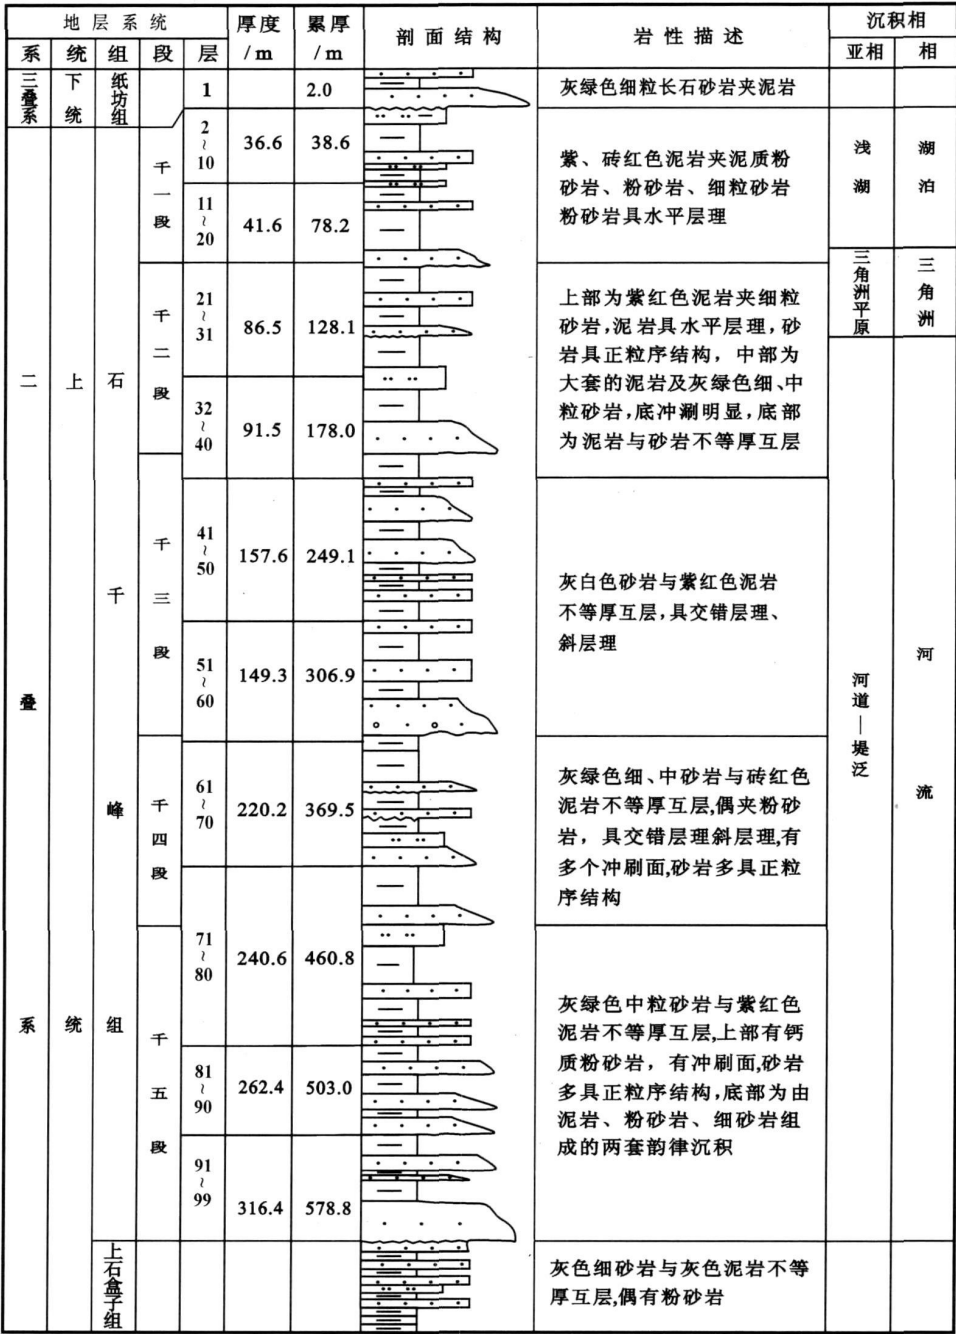 地层系统
厚度
/m
累厚
/m
剖面结构
岩性描述
沉积相
系
统
组
段
层
亚相
相
三叠系
下统
纸坊组
1
2.0
灰绿色细粒长石砂岩夹泥岩
二叠系
上统
石千峰组
千一段
2
~
10
36.6
38.6
紫、砖红色泥岩夹泥质粉
砂岩、粉砂岩、细粒砂岩
粉砂岩具水平层理
浅湖
湖泊
11
~
20
41.6
78.2
千二段
21
~
31
86.5
128.1
上部为紫红色泥岩夹细粒
砂岩,泥岩具水平层理,砂
岩具正粒序结构,中部为
大套的泥岩及灰绿色细、中
粒砂岩,底冲涮明显,底部
为泥岩与砂岩不等厚互层
三角洲平原
三角洲
32
~
40
91.5
178.0
千三段
41
~
50
157.6
249.1
灰白色砂岩与紫红色泥岩
不等厚互层,具交错层理、
斜层理
河道—堤泛
河流
51
~
60
149.3
306.9
千四段
61
~
70
220.2
369.5
灰绿色细、中砂岩与砖红色
泥岩不等厚互层,偶夹粉砂
岩,具交错层理斜层理,有
多个冲刷面,砂岩多具正粒
序结构
71
~
80
240.6
460.8
千五段
灰绿色中粒砂岩与紫红色
泥岩不等厚互层,上部有钙
质粉砂岩,有冲刷面,砂岩
多具正粒序结构,底部为由
泥岩、粉砂岩、细砂岩组
成的两套韵律沉积
81
~
90
262.4
503.0
91
~
99
316.4
578.8
上石盒子组
灰色细砂岩与灰色泥岩不等
厚互层,偶有粉砂岩